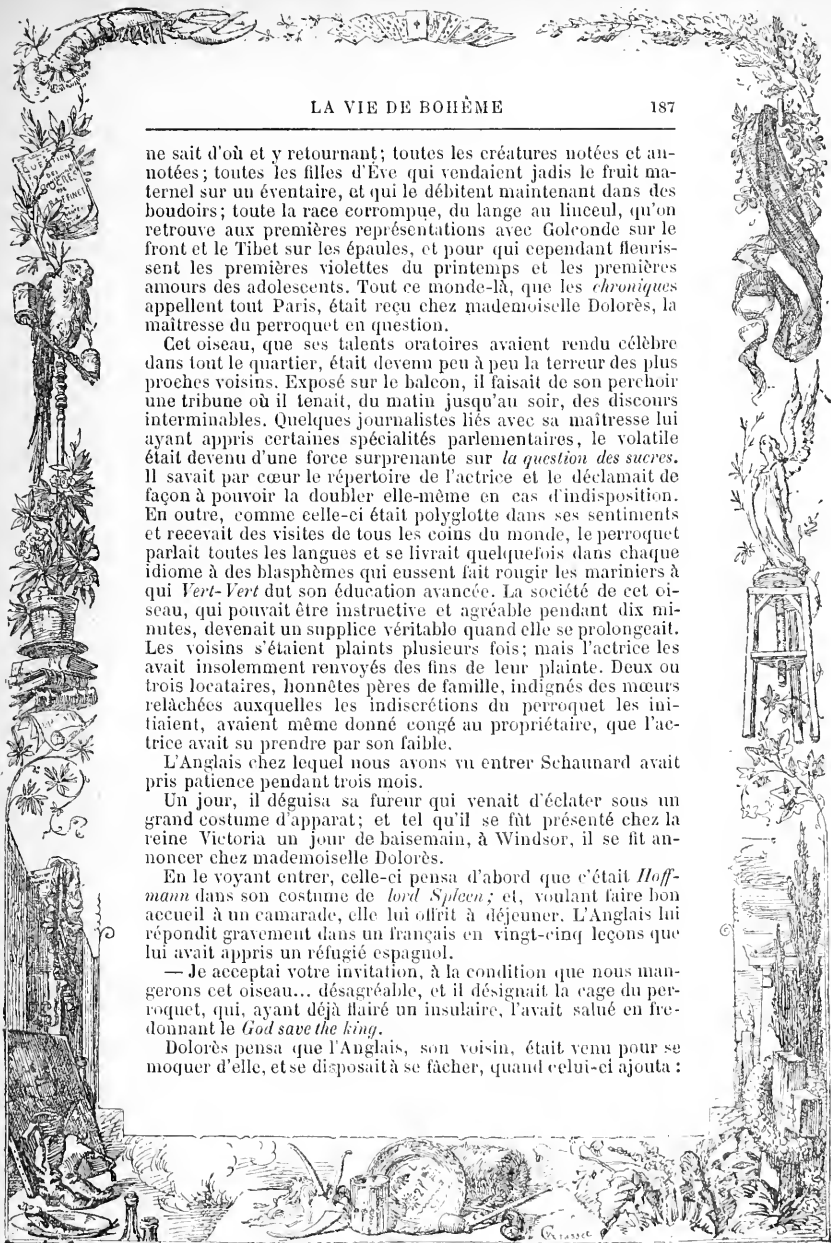 LA VIE DE BOHÊME 187
ne sait d'où et y retournant; toutes les créatures notées et an-
notées; toutes les filles d'Ève qui vendaient jadis le fruit ma-
ternel sur un éventaire, et qui le débitent maintenant dans des
boudoirs; toute la race corrompue, du lange au linceul, qu'on
retrouve aux premières représentations avec Golconde sur le
front et le Tibet sur les épaules, et pour qui cependant fleuris-
sent les premières violettes du printemps et les premières
amours des adolescents. Tout ce monde-là, que les chroniques
appellent tout Paris, était reçu chez mademoiselle Dolorès, la
maîtresse du perroquet en question.
Cet oiseau, que ses talents oratoires avaient rendu célèbre
dans tout le quartier, était devenu peu à peu la terreur des plus
proches voisins. Exposé sur le balcon, il faisait de son perchoir
une tribune où il tenait, du matin jusqu'au soir, des discours
interminables. Quelques journalistes liés avec sa maîtresse lui
ayant appris certaines spécialités parlementaires, le volatile
était devenu d'une force surprenante sur la question des sucres.
Il savait par cœur le répertoire de l'actrice et le déclamait de
façon à pouvoir la doubler elle-même en cas d'indisposition.
En outre, comme celle-ci était polyglotte dans ses sentiments
et recevait des visites de tous les coins du monde, le perroquet
parlait toutes les langues et se livrait quelquefois dans chaque
idiome à des blasphèmes qui eussent fait rougir les mariniers à
qui Vert-Vert dut son éducation avancée. La société de cet oi-
seau, qui pouvait être instructive et agréable pendant dix mi-
nutes, devenait un supplice véritable quand elle se prolongeait.
Les voisins s'étaient plaints plusieurs fois; mais l'actrice les
avait insolemment renvoyés des fins de leur plainte. Deux ou
trois locataires, honnêtes pères de famille, indignés des mœurs
relâchées auxquelles les indiscrétions du perroquet les ini-
tiaient, avaient même donné congé au propriétaire, que l'ac-
trice avait su prendre par son faible.
L'Anglais chez lequel nous avons vu entrer Schaunard avait
pris patience pendant trois mois.
Un jour, il déguisa sa fureur qui venait d'éclater sous un
grand costume d'apparat; et tel qu'il se fût présenté chez la
reine Victoria un jour de baisemain, à Windsor, il se fit an-
noncer chez mademoiselle Dolorès.
En le voyant entrer, celle-ci pensa d'abord que c'était Hoff-
mann dans son costume de lord Spleen; et, voulant faire bon
accueil à un camarade, elle lui offrit à déjeuner. L'Anglais lui
répondit gravement dans un français en vingt-cinq leçons que
lui avait appris un réfugié espagnol.
— Je acceptai votre invitation, à la condition que nous man-
gerons cet oiseau... désagréable, et il désignait la cage du per-
roquet, qui, ayant déjà flairé un insulaire, l'avait salué en fre-
donnant le God save the king.
Dolorès pensa que l'Anglais, son voisin, était venu pour se
moquer d'elle, et se disposait à se fâcher, quand celui-ci ajouta :